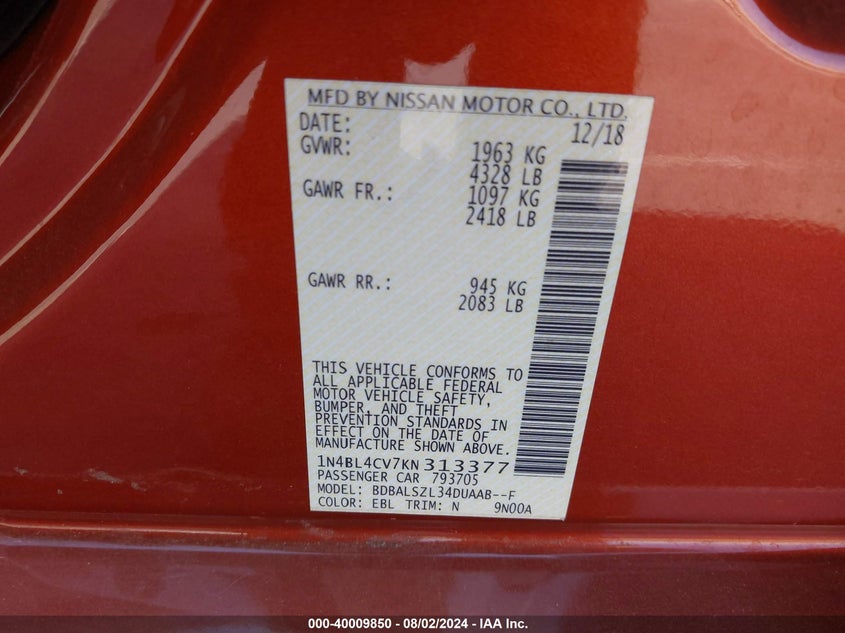 MFD BY NISSAN MOTOR CO., LTD.
DATE: 12/18
GVWR: 1963 KG
4328 LB
GAWR FR.: 1097 KG
2418 LB
GAWR RR.: 945 KG
2083 LB
THIS VEHICLE CONFORMS TO
ALL APPLICABLE FEDERAL
MOTOR VEHICLE SAFETY,
BUMPER, AND THEFT
PREVENTION STANDARDS IN
EFFECT ON THE DATE OF
MANUFACTURE SHOWN ABOVE.
1N4BL4CV7KN313377
PASSENGER CAR 793705
MODEL: BDBALSZL34DUAAB--F
COLOR: EBL TRIM: N 9N00A
000-40009850 - 08/02/2024 - IAA Inc.